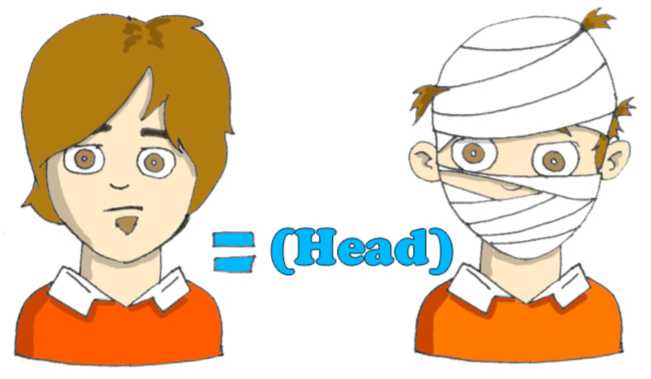 = (Head)